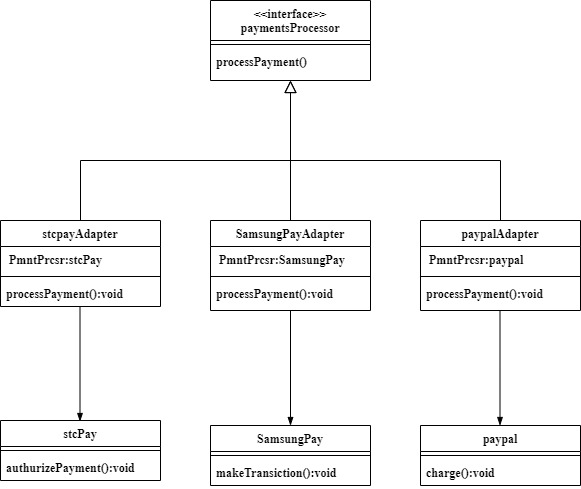 <<interface>>
paymentsProcessor
processPayment()
stcpayAdapter
PmntPrcsr:stcPay
processPayment():void
SamsungPayAdapter
PmntPrcsr:SamsungPay
processPayment():void
paypalAdapter
PmntPrcsr:paypal
processPayment():void
stcPay
authurizePayment():void
SamsungPay
makeTransiction():void
paypal
charge():void